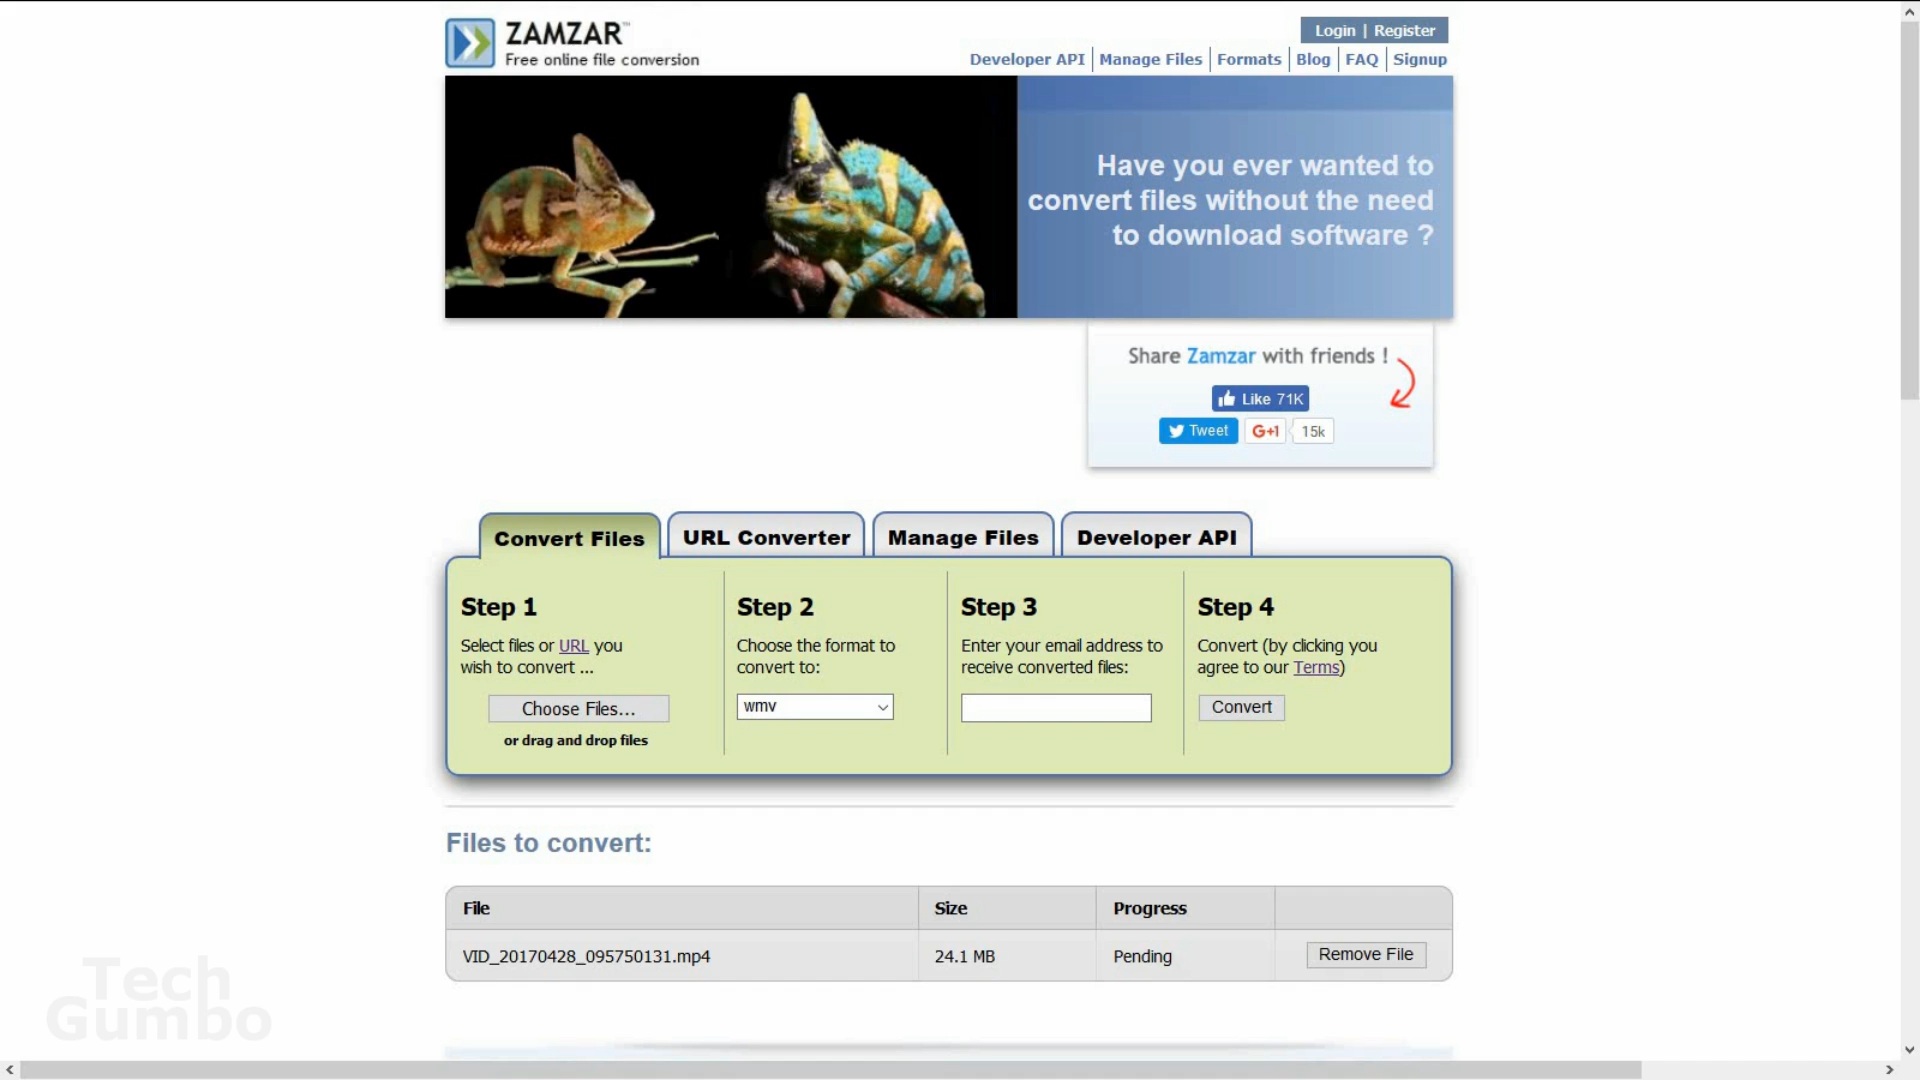 ZAMZAR™
Free online file conversion
Login | Register
Developer API | Manage Files | Formats | Blog | FAQ | Signup
Have you ever wanted to
convert files without the need
to download software ?
Share Zamzar with friends !
Like 71K
Tweet G+1 15k
Convert Files
URL Converter
Manage Files
Developer API
Step 1
Select files or URL you
wish to convert ...
Choose Files...
or drag and drop files
Step 2
Choose the format to
convert to:
wmv
Step 3
Enter your email address to
receive converted files:
Step 4
Convert (by clicking you
agree to our Terms)
Convert
Files to convert:
File Size Progress
VID_20170428_095750131.mp4 24.1 MB Pending Remove File
Tech
Gumbo